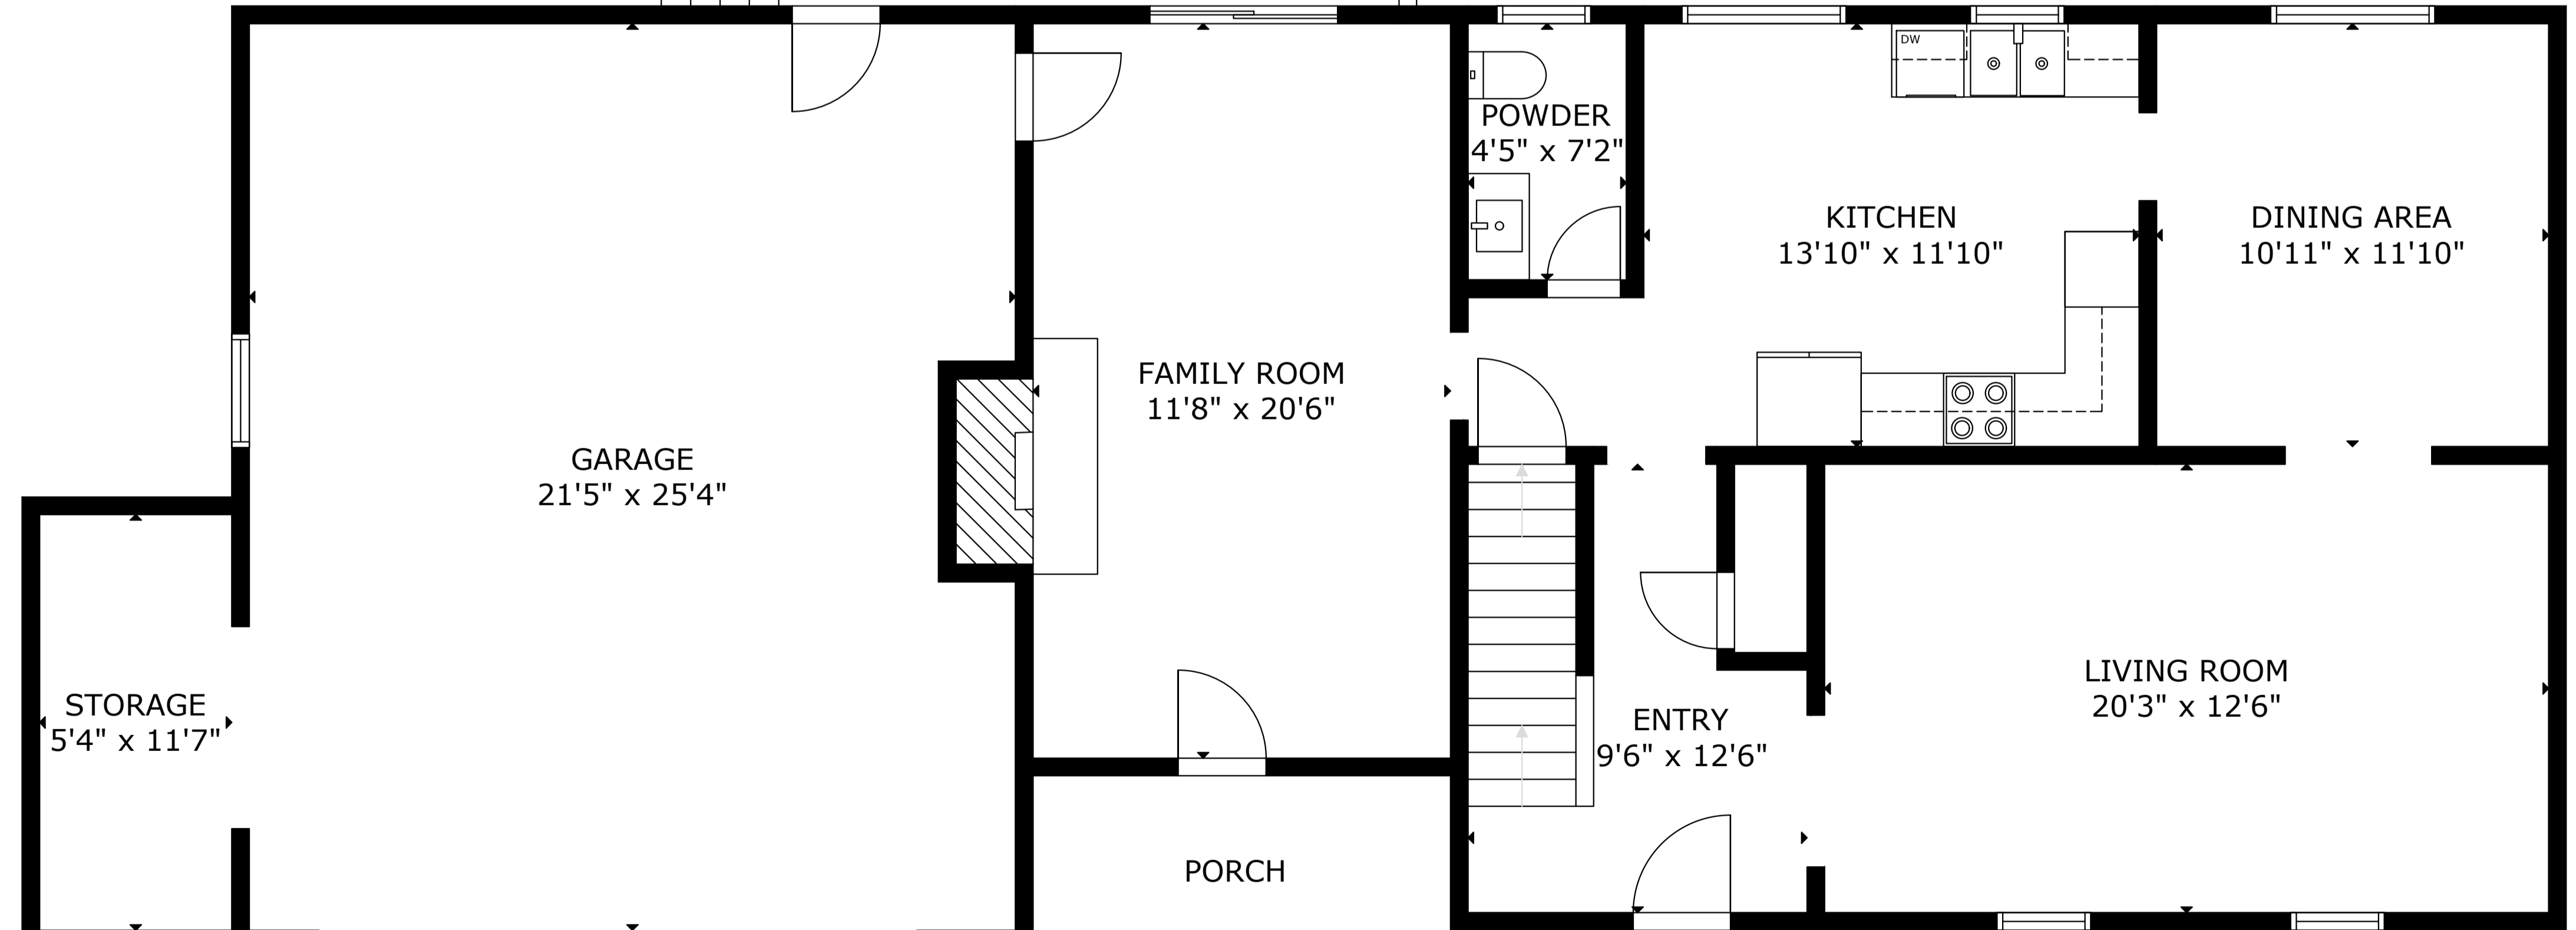 DW
POWDER
4'5" x 7'2"
KITCHEN
13'10" x 11'10"
DINING AREA
10'11" x 11'10"
FAMILY ROOM
11'8" x 20'6"
GARAGE
21'5" x 25'4"
STORAGE
5'4" x 11'7"
ENTRY
9'6" x 12'6"
LIVING ROOM
20'3" x 12'6"
PORCH